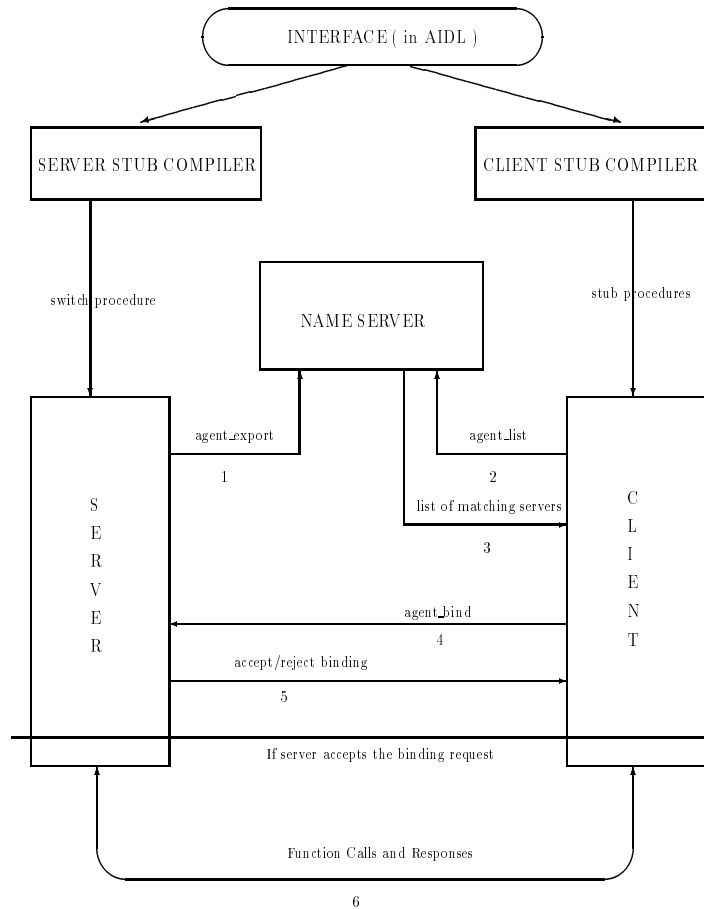 INTERFACE ( in AIDL )
SERVER STUB COMPILER
CLIENT STUB COMPILER
switch procedure
stub procedures
NAME SERVER
agent_export
1
agent_list
2
list of matching servers
3
S
E
R
V
E
R
C
L
I
E
N
T
agent_bind
4
accept/reject binding
5
If server accepts the binding request
Function Calls and Responses
6